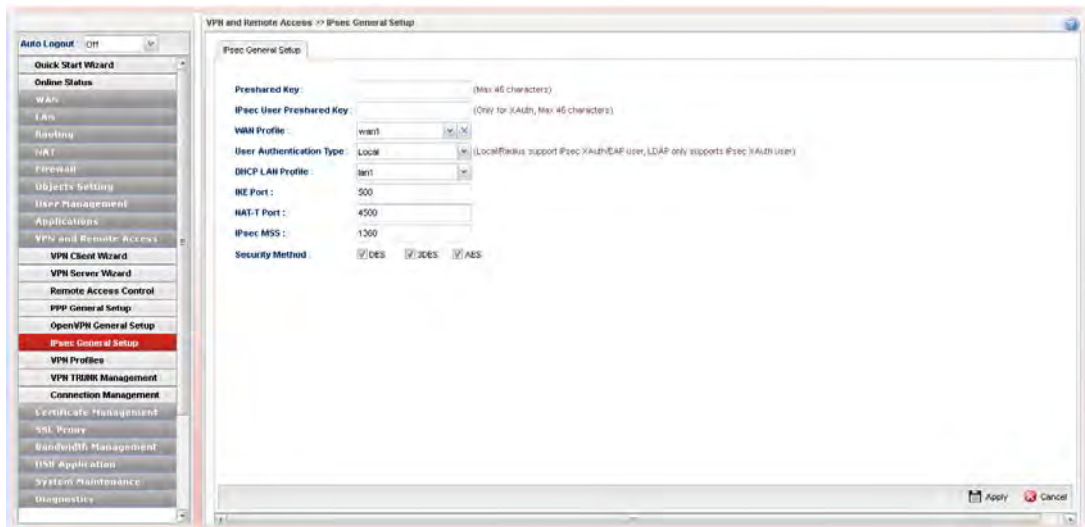 VPN and Remote Access >> IPsec General Setup
Auto Logout : Off
Quick Start Wizard
Online Status
WAN
LAN
Routing
NAT
Firewall
Objects Setting
User Management
Applications
VPN and Remote Access
VPN Client Wizard
VPN Server Wizard
Remote Access Control
PPP General Setup
OpenVPN General Setup
IPsec General Setup
VPN Profiles
VPN TRUNK Management
Connection Management
Certificate Management
SSL Proxy
Bandwidth Management
USB Application
System Maintenance
Diagnostics
IPsec General Setup
Preshared Key : (Max 46 characters)
IPsec User Preshared Key : (Only for XAuth, Max 46 characters)
WAN Profile : wan1
User Authentication Type : Local (Local/Radius support IPsec XAuth/EAP user, LDAP only supports IPsec XAuth user)
DHCP LAN Profile : lan1
IKE Port : 500
NAT-T Port : 4500
IPsec MSS : 1360
Security Method : DES 3DES AES
Apply Cancel